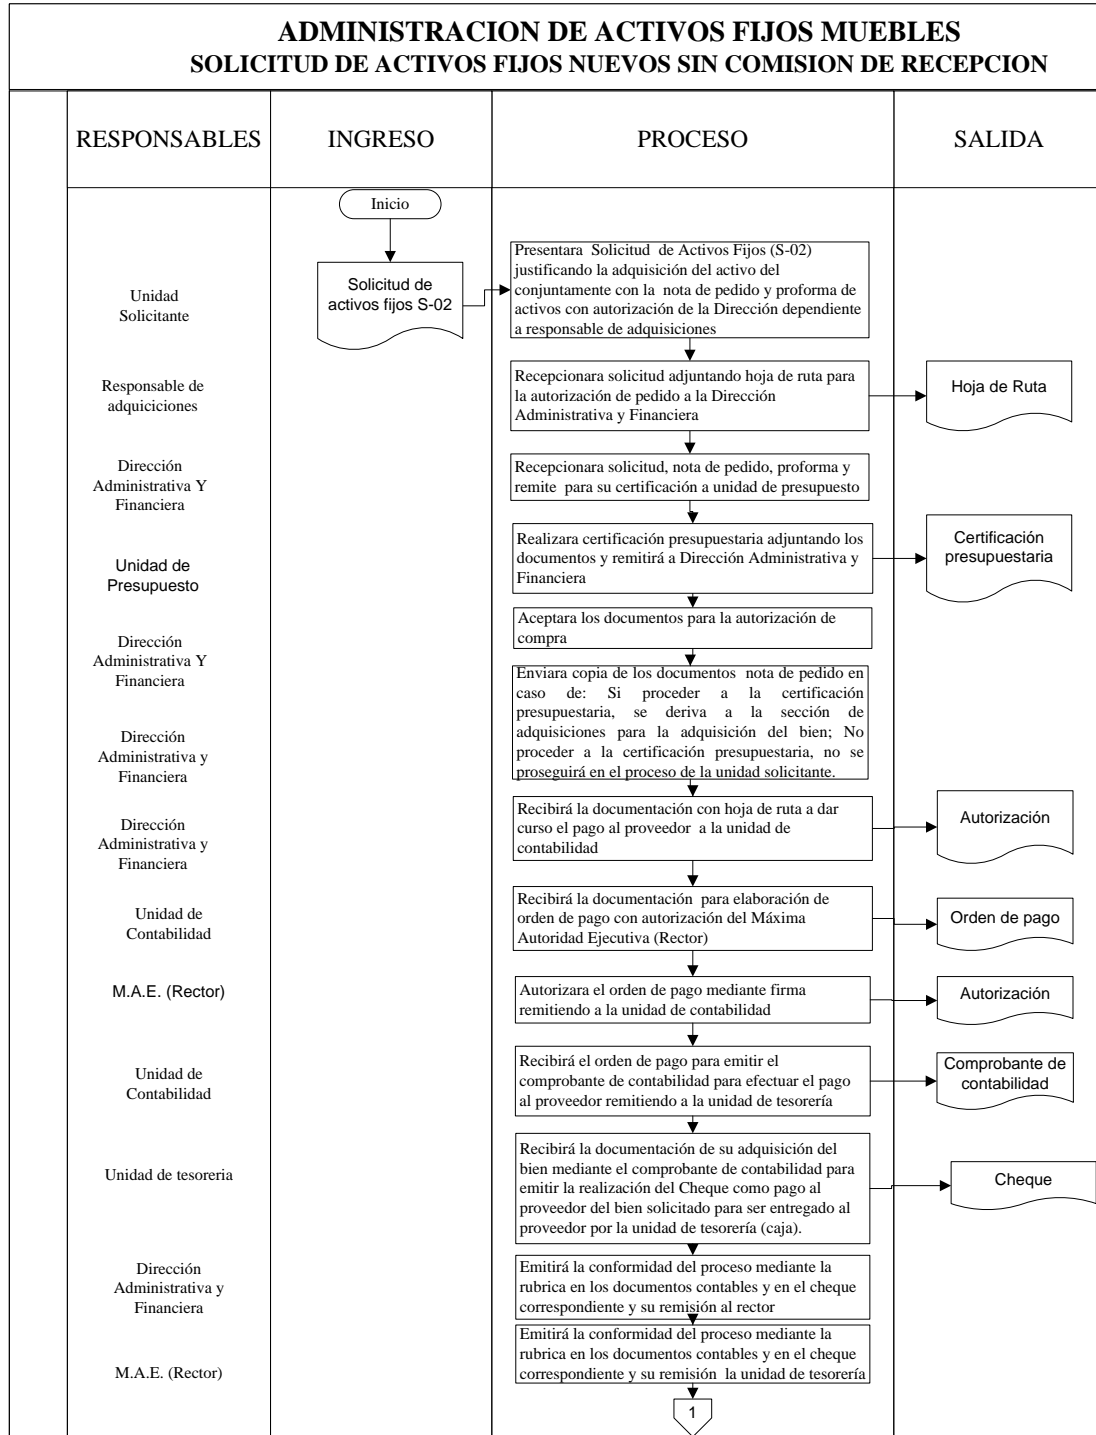 ADMINISTRACION DE ACTIVOS FIJOS MUEBLES
SOLICITUD DE ACTIVOS FIJOS NUEVOS SIN COMISION DE RECEPCION
RESPONSABLES
INGRESO
PROCESO
SALIDA
Inicio
Unidad
Solicitante
Solicitud de
activos fijos S-02
Presentara Solicitud de Activos Fijos (S-02)
justificando la adquisición del activo del
conjuntamente con la nota de pedido y proforma de
activos con autorización de la Dirección dependiente
a responsable de adquisiciones
Responsable de
adquiciciones
Recepcionara solicitud adjuntando hoja de ruta para
la autorización de pedido a la Dirección
Administrativa y Financiera
Hoja de Ruta
Dirección
Administrativa Y
Financiera
Recepcionara solicitud, nota de pedido, proforma y
remite para su certificación a unidad de presupuesto
Unidad de
Presupuesto
Realizara certificación presupuestaria adjuntando los
documentos y remitirá a Dirección Administrativa y
Financiera
Certificación
presupuestaria
Dirección
Administrativa Y
Financiera
Aceptara los documentos para la autorización de
compra
Dirección
Administrativa y
Financiera
Enviara copia de los documentos nota de pedido en
caso de: Si proceder a la certificación
presupuestaria, se deriva a la sección de
adquisiciones para la adquisición del bien; No
proceder a la certificación presupuestaria, no se
proseguirá en el proceso de la unidad solicitante.
Dirección
Administrativa y
Financiera
Recibirá la documentación con hoja de ruta a dar
curso el pago al proveedor a la unidad de
contabilidad
Autorización
Unidad de
Contabilidad
Recibirá la documentación para elaboración de
orden de pago con autorización del Máxima
Autoridad Ejecutiva (Rector)
Orden de pago
M.A.E. (Rector)
Autorizara el orden de pago mediante firma
remitiendo a la unidad de contabilidad
Autorización
Unidad de
Contabilidad
Recibirá el orden de pago para emitir el
comprobante de contabilidad para efectuar el pago
al proveedor remitiendo a la unidad de tesorería
Comprobante de
contabilidad
Unidad de tesoreria
Recibirá la documentación de su adquisición del
bien mediante el comprobante de contabilidad para
emitir la realización del Cheque como pago al
proveedor del bien solicitado para ser entregado al
proveedor por la unidad de tesorería (caja).
Cheque
Dirección
Administrativa y
Financiera
Emitirá la conformidad del proceso mediante la
rubrica en los documentos contables y en el cheque
correspondiente y su remisión al rector
M.A.E. (Rector)
Emitirá la conformidad del proceso mediante la
rubrica en los documentos contables y en el cheque
correspondiente y su remisión la unidad de tesorería
1